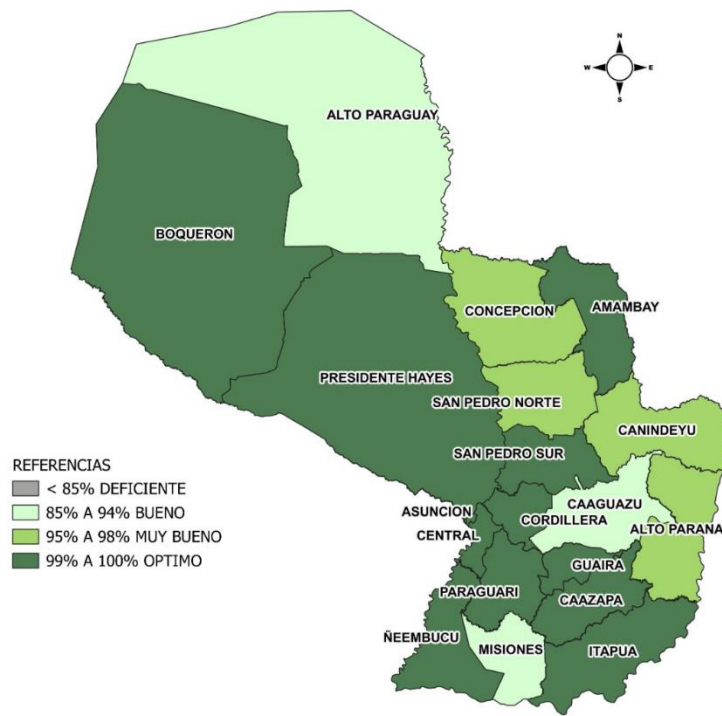 N
W E
S
ALTO PARAGUAY
BOQUERON
CONCEPCION
AMAMBAY
PRESIDENTE HAYES
SAN PEDRO NORTE
CANINDEYU
SAN PEDRO SUR
REFERENCIAS
< 85% DEFICIENTE
85% A 94% BUENO
95% A 98% MUY BUENO
99% A 100% OPTIMO
ASUNCION
CAAGUAZU
CORDILLERA
ALTO PARANA
CENTRAL
GUAIRA
PARAGUARI
CAAZAPA
ÑEEMBUCU
MISIONES
ITAPUA